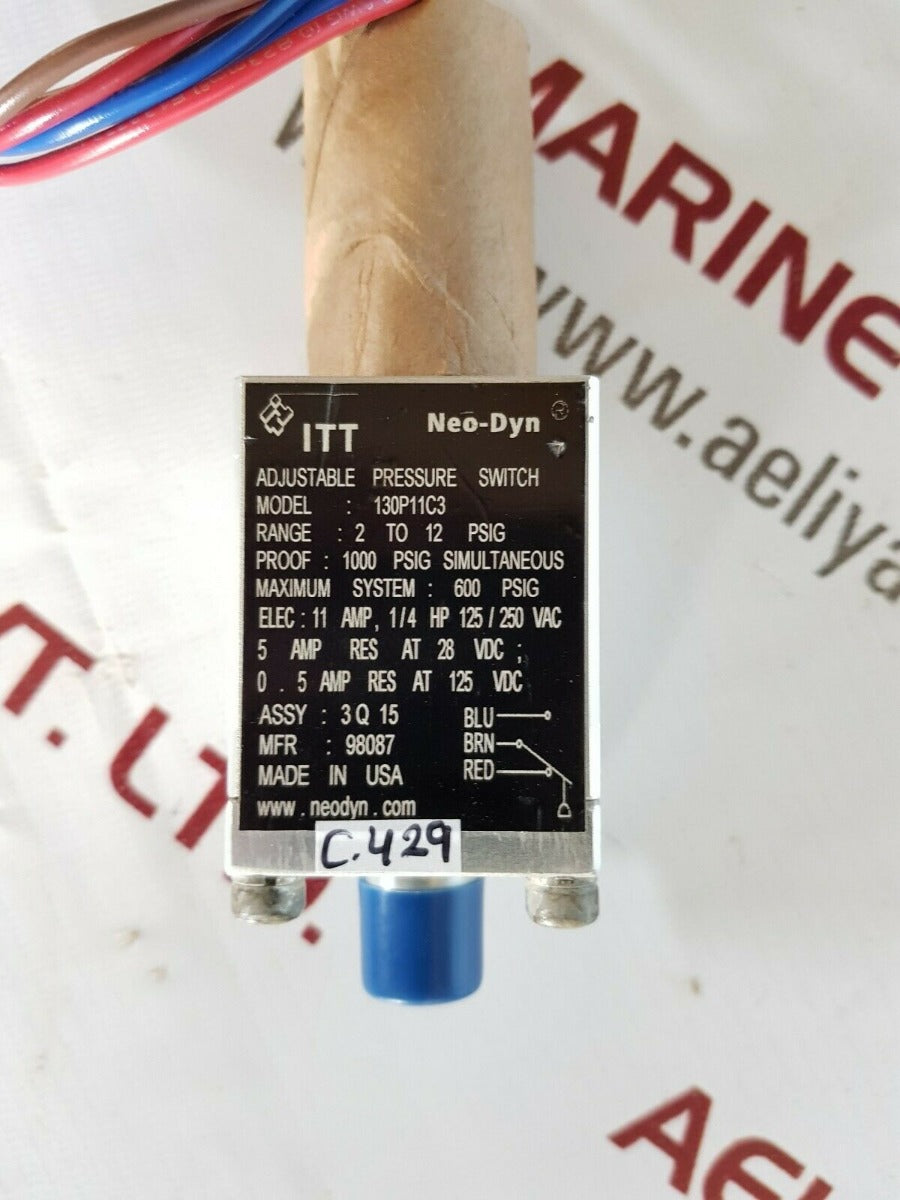 MARINE
www.aeliya
ITT Neo-Dyn ®
ADJUSTABLE PRESSURE SWITCH
MODEL : 130P11C3
RANGE : 2 TO 12 PSIG
PROOF : 1000 PSIG SIMULTANEOUS
MAXIMUM SYSTEM : 600 PSIG
ELEC : 11 AMP, 1/4 HP 125/250 VAC
5 AMP RES AT 28 VDC ;
0 . 5 AMP RES AT 125 VDC
ASSY : 3Q 15
MFR : 98087
MADE IN USA
www . neodyn . com
BLU
BRN
RED
C.429
T. LTD.
AEL